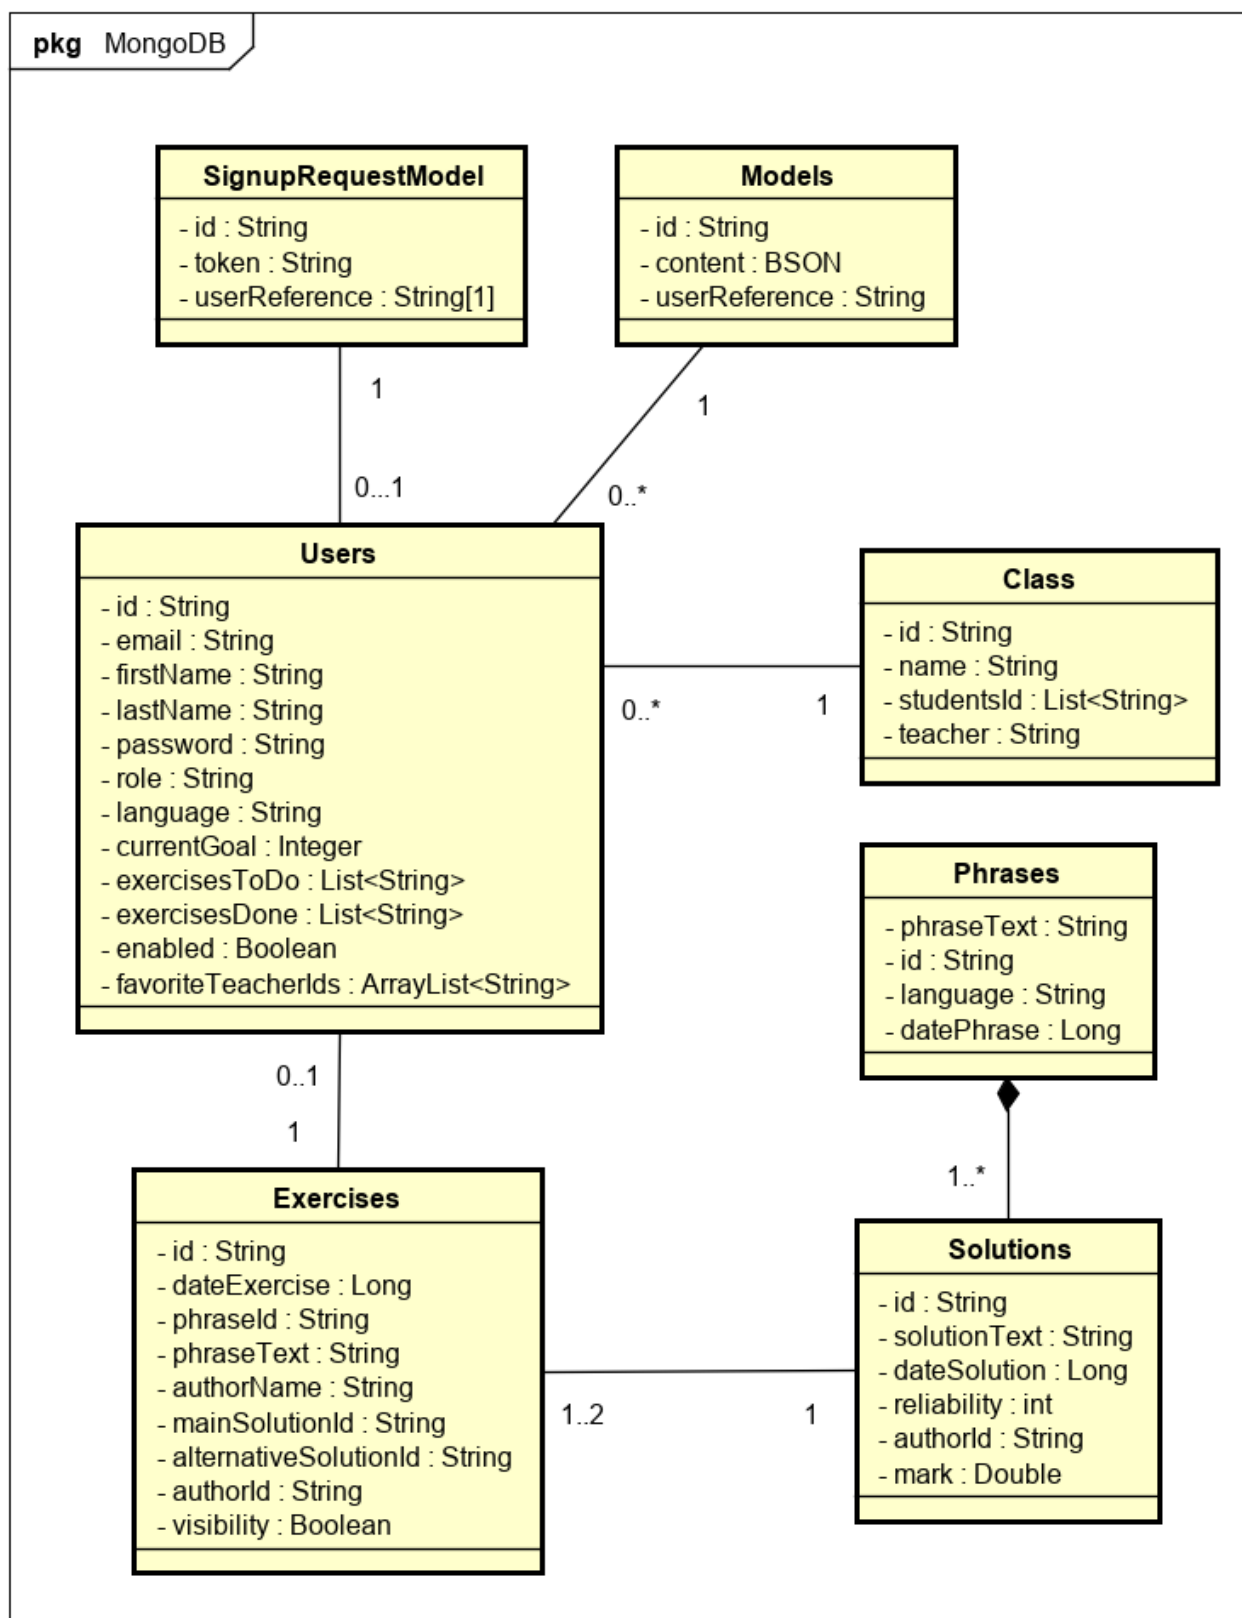 pkg MongoDB
SignupRequestModel
- id : String
- token : String
- userReference : String[1]
Models
- id : String
- content : BSON
- userReference : String
1
1
0...1
0..*
Users
- id : String
- email : String
- firstName : String
- lastName : String
- password : String
- role : String
- language : String
- currentGoal : Integer
- exercisesToDo : List<String>
- exercisesDone : List<String>
- enabled : Boolean
- favoriteTeacherIds : ArrayList<String>
0..*
1
Class
- id : String
- name : String
- studentsId : List<String>
- teacher : String
Phrases
- phraseText : String
- id : String
- language : String
- datePhrase : Long
0..1
1
1..*
Exercises
- id : String
- dateExercise : Long
- phraseId : String
- phraseText : String
- authorName : String
- mainSolutionId : String
- alternativeSolutionId : String
- authorId : String
- visibility : Boolean
1..2
1
Solutions
- id : String
- solutionText : String
- dateSolution : Long
- reliability : int
- authorId : String
- mark : Double